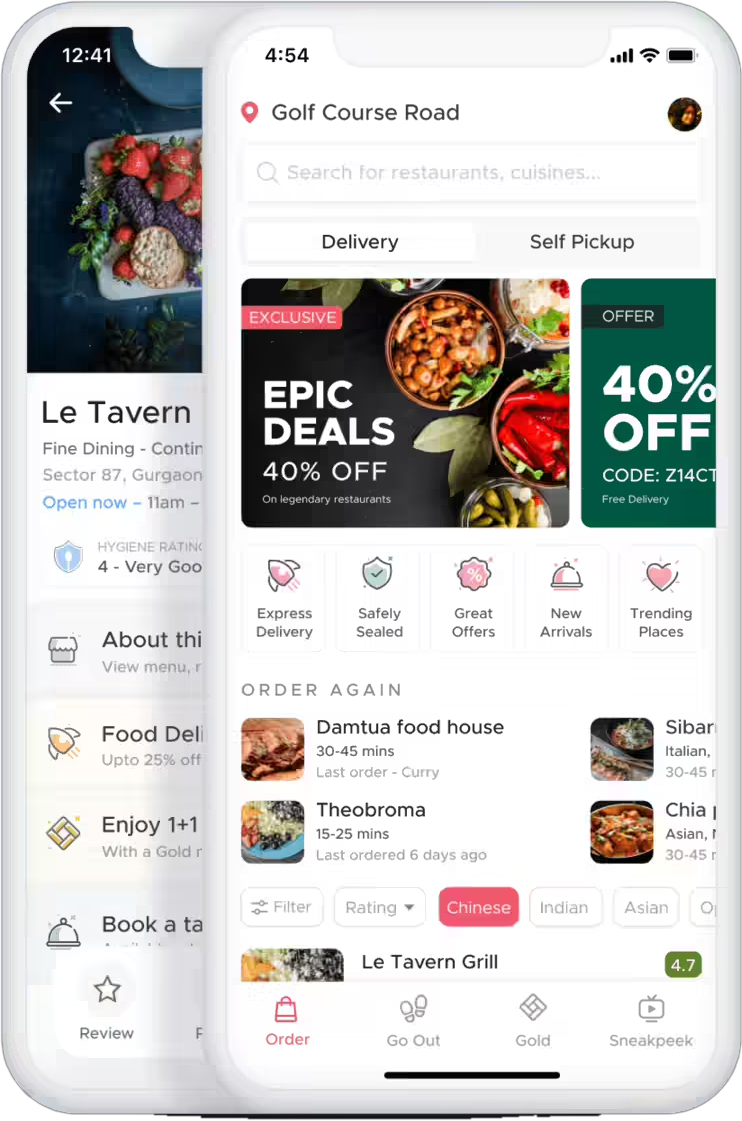 12:41
Le Tavern
Fine Dining - Contin
Sector 87, Gurgaon
Open now – 11am –
HYGIENE RATING
4 - Very Goo
About thi
View menu, r
Food Deli
Upto 25% off
Enjoy 1+1
With a Gold
Book a ta
Review
4:54
Golf Course Road
Search for restaurants, cuisines...
Delivery
Self Pickup
EXCLUSIVE
EPIC
DEALS
40% OFF
On legendary restaurants
OFFER
40%
OFF
CODE: Z14CT
Free Delivery
Express
Delivery
Safely
Sealed
%
Great
Offers
New
Arrivals
Trending
Places
ORDER AGAIN
Damtua food house
30-45 mins
Last order - Curry
Sibar
Italian,
30-45
Theobroma
15-25 mins
Last ordered 6 days ago
Chia
Asian,
30-45
Filter
Rating
Chinese
Indian
Asian
Le Tavern Grill
4.7
Order
Go Out
Gold
Sneakpeek